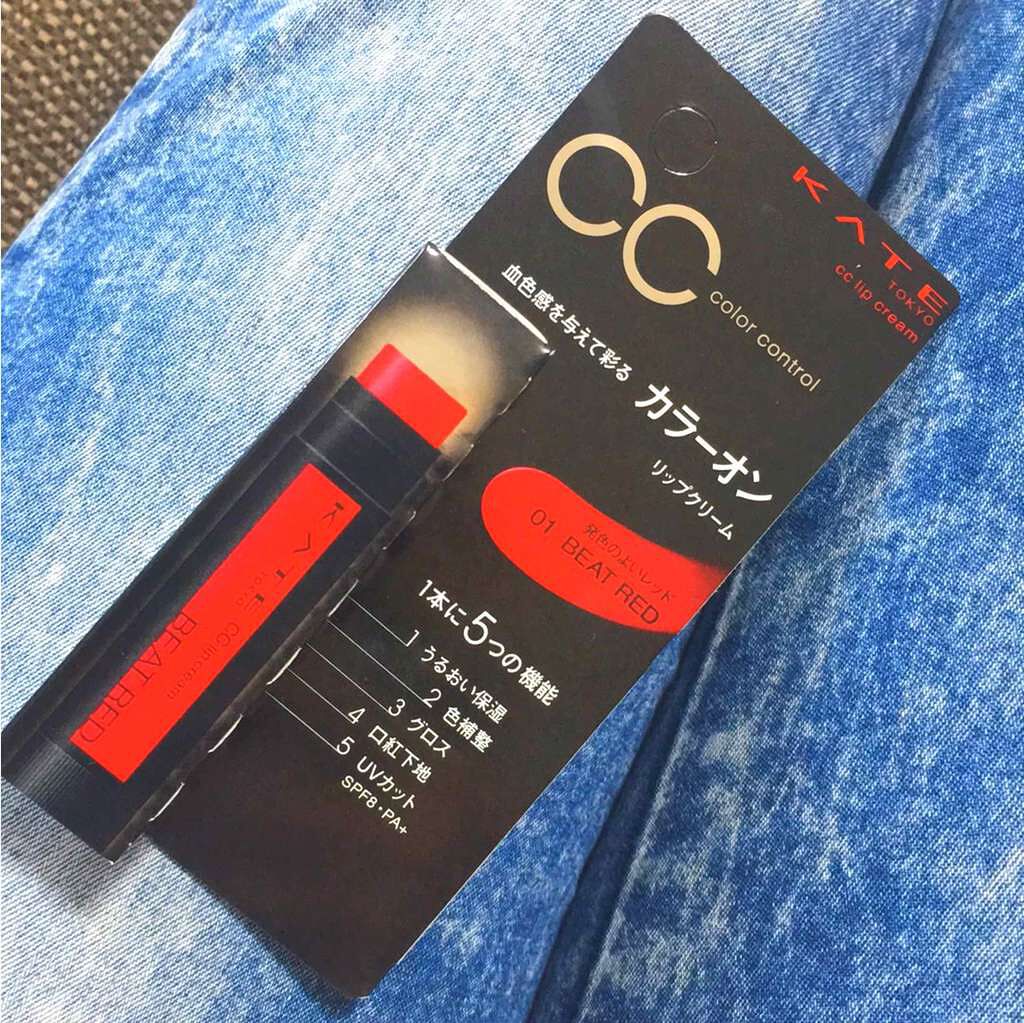 KATE
TOKYO
cc lip cream
CC
color control
血色感を与えて彩る
カラーオン
リップクリーム
発色のよいレッド
01 BEAT RED
1本に5つの機能
1 うるおい保湿
2 色補整
3 グロス
4 口紅下地
5 UVカット
SPF8・PA+
KATE
TOKYO
CC lip cream
BEAT RED